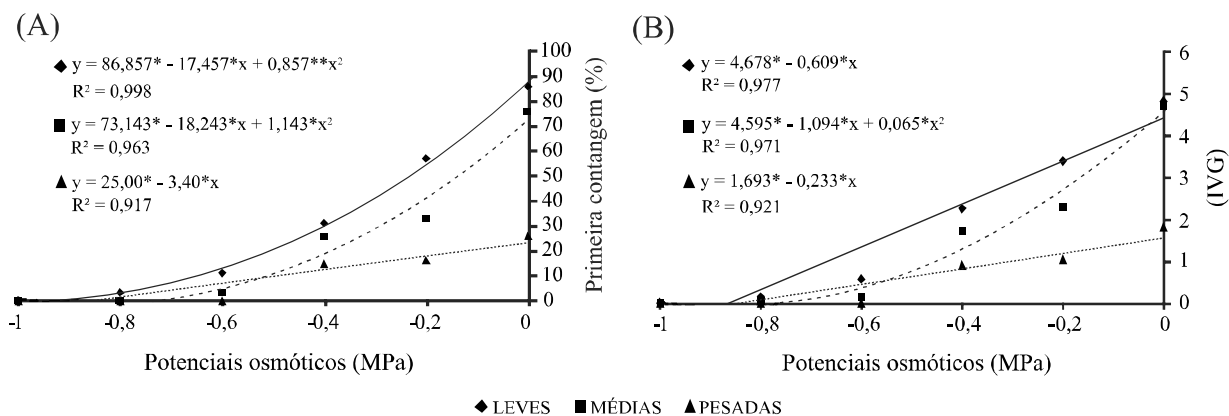 (A)
y = 86,857* - 17,457*x + 0,857**x²
R² = 0,998
y = 73,143* - 18,243*x + 1,143*x²
R² = 0,963
y = 25,00* - 3,40*x
R² = 0,917
100
90
80
70
60
50
40
30
20
10
0
Primeira contangem (%)
-1
-0,8
-0,6
-0,4
-0,2
0
Potenciais osmóticos (MPa)
(B)
y = 4,678* - 0,609*x
R² = 0,977
y = 4,595* - 1,094*x + 0,065*x²
R² = 0,971
y = 1,693* - 0,233*x
R² = 0,921
6
5
4
3
2
1
0
(IVG)
-1
-0,8
-0,6
-0,4
-0,2
0
Potenciais osmóticos (MPa)
LEVES MÉDIAS PESADAS